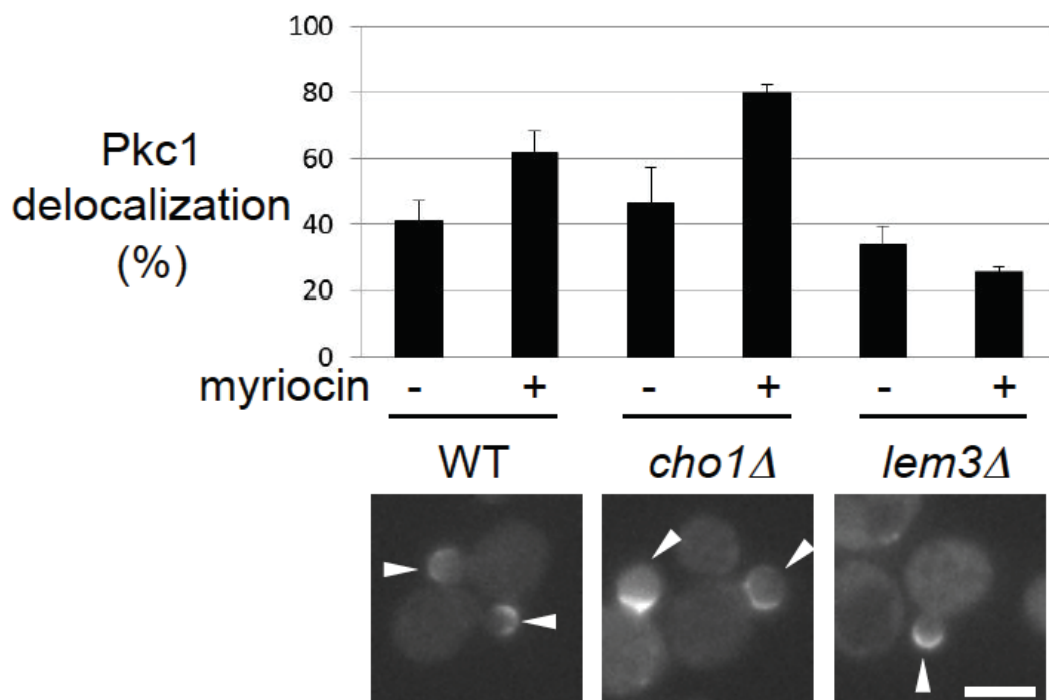 100
80
Pkc1
60
delocalization
40
(%)
20
0
myriocin - + - + - +
WT cho1Δ lem3Δ